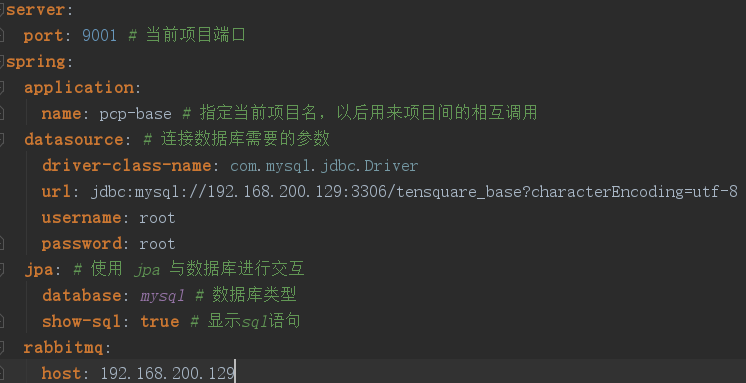 server:
  port: 9001 # 当前项目端口
spring:
  application:
    name: pcp-base # 指定当前项目名，以后用来项目间的相互调用
  datasource: # 连接数据库需要的参数
    driver-class-name: com.mysql.jdbc.Driver
    url: jdbc:mysql://192.168.200.129:3306/tensquare_base?characterEncoding=utf-8
    username: root
    password: root
  jpa: # 使用 jpa 与数据库进行交互
    database: mysql # 数据库类型
    show-sql: true # 显示sql语句
  rabbitmq:
    host: 192.168.200.129